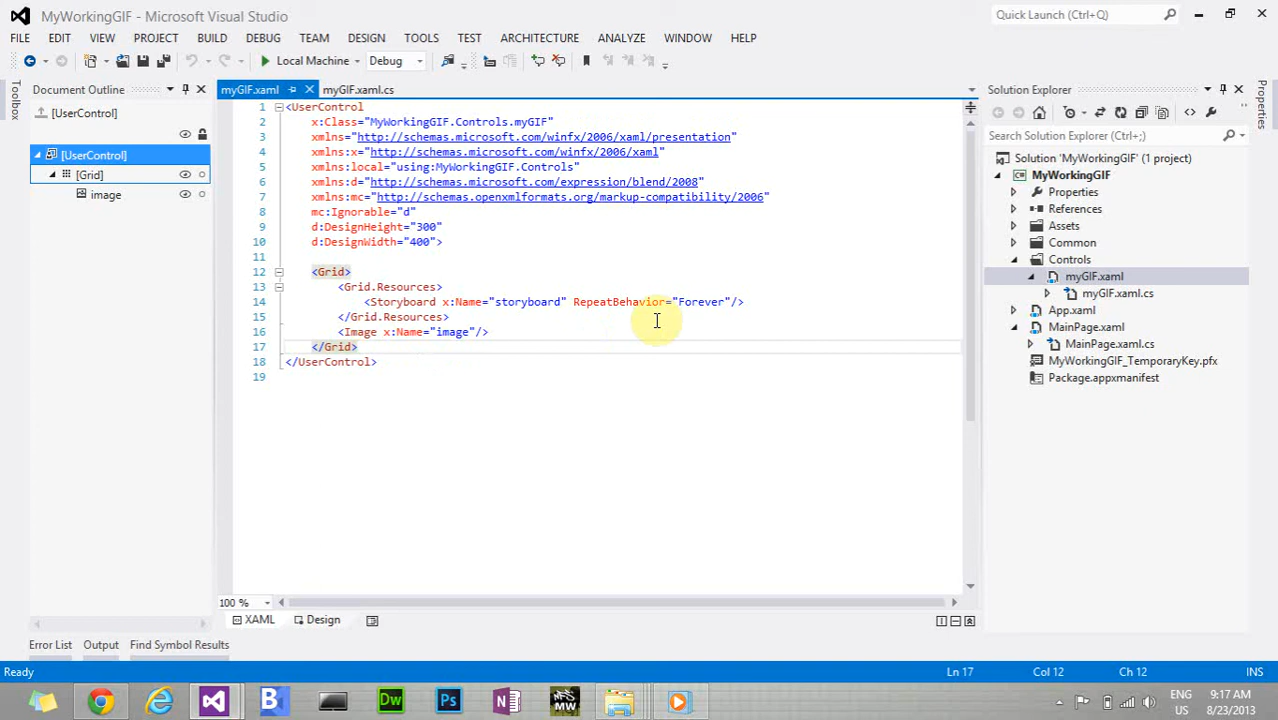 MyWorkingGIF - Microsoft Visual Studio
Quick Launch (Ctrl+Q)
FILE EDIT VIEW PROJECT BUILD DEBUG TEAM DESIGN TOOLS TEST ARCHITECTURE ANALYZE WINDOW HELP
Local Machine Debug
Toolbox
Document Outline
[UserControl]
[UserControl]
[Grid]
image
myGIF.xaml myGIF.xaml.cs
1 <UserControl
2 x:Class="MyWorkingGIF.Controls.myGIF"
3 xmlns="http://schemas.microsoft.com/winfx/2006/xaml/presentation"
4 xmlns:x="http://schemas.microsoft.com/winfx/2006/xaml"
5 xmlns:local="using:MyWorkingGIF.Controls"
6 xmlns:d="http://schemas.microsoft.com/expression/blend/2008"
7 xmlns:mc="http://schemas.openxmlformats.org/markup-compatibility/2006"
8 mc:Ignorable="d"
9 d:DesignHeight="300"
10 d:DesignWidth="400">
11
12 <Grid>
13 <Grid.Resources>
14 <Storyboard x:Name="storyboard" RepeatBehavior="Forever"/>
15 </Grid.Resources>
16 <Image x:Name="image"/>
17 </Grid>
18 </UserControl>
19
100 %
XAML Design
Solution Explorer
Search Solution Explorer (Ctrl+;)
Solution 'MyWorkingGIF' (1 project)
MyWorkingGIF
Properties
References
Assets
Common
Controls
myGIF.xaml
myGIF.xaml.cs
App.xaml
MainPage.xaml
MainPage.xaml.cs
MyWorkingGIF_TemporaryKey.pfx
Package.appxmanifest
Properties
Error List Output Find Symbol Results
Ready Ln 17 Col 12 Ch 12 INS
Dw Ps N NFS MW
ENG US
9:17 AM
8/23/2013